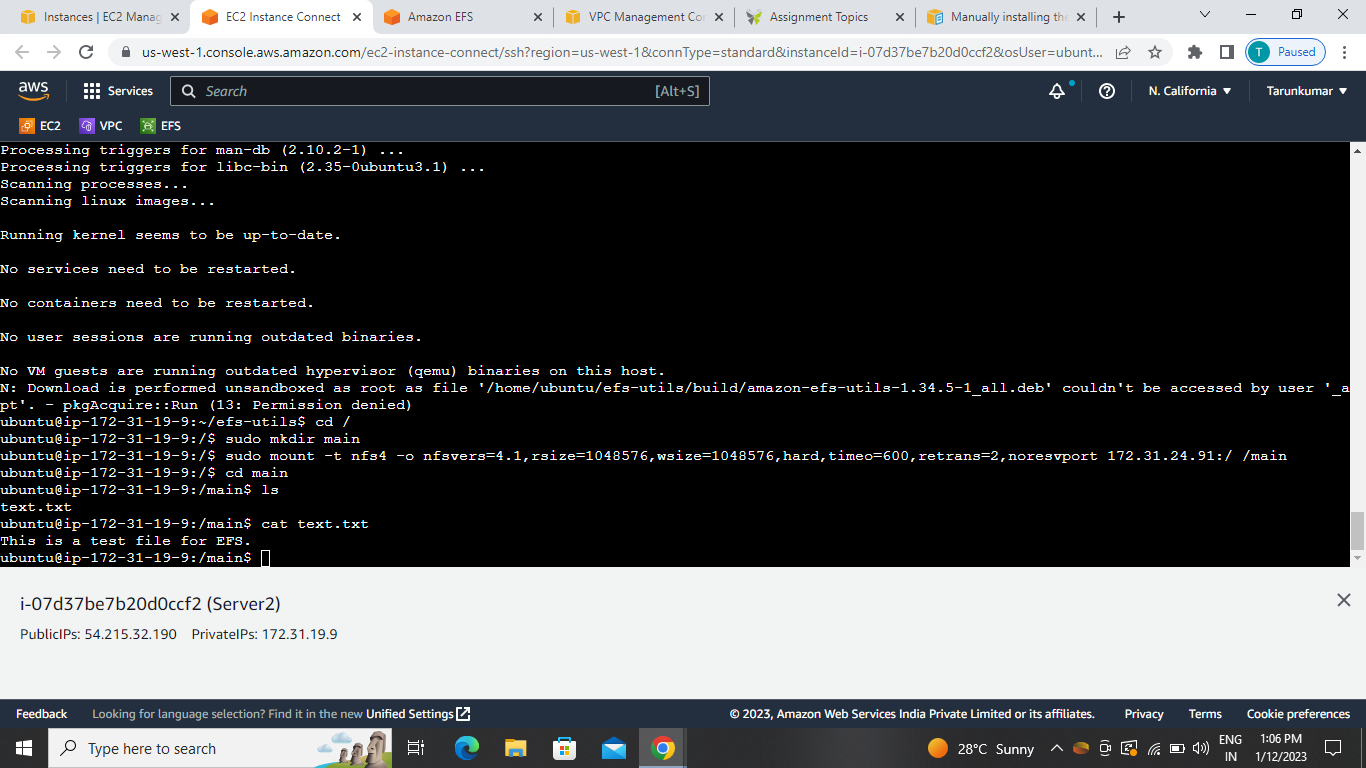 Instances | EC2 Manag
EC2 Instance Connect
Amazon EFS
VPC Management Co
Assignment Topics
Manually installing the
us-west-1.console.aws.amazon.com/ec2-instance-connect/ssh?region=us-west-1&connType=standard&instanceId=i-07d37be7b20d0ccf2&osUser=ubunt...
T Paused
aws
Services
Search [Alt+S]
N. California
Tarunkumar
EC2 VPC EFS
Processing triggers for man-db (2.10.2-1) ...
Processing triggers for libc-bin (2.35-0ubuntu3.1) ...
Scanning processes...
Scanning linux images...
Running kernel seems to be up-to-date.
No services need to be restarted.
No containers need to be restarted.
No user sessions are running outdated binaries.
No VM guests are running outdated hypervisor (qemu) binaries on this host.
N: Download is performed unsandboxed as root as file '/home/ubuntu/efs-utils/build/amazon-efs-utils-1.34.5-1_all.deb' couldn't be accessed by user '_a
pt'. - pkgAcquire::Run (13: Permission denied)
ubuntu@ip-172-31-19-9:~/efs-utils$ cd /
ubuntu@ip-172-31-19-9:/$ sudo mkdir main
ubuntu@ip-172-31-19-9:/$ sudo mount -t nfs4 -o nfsvers=4.1,rsize=1048576,wsize=1048576,hard,timeo=600,retrans=2,noresvport 172.31.24.91:/ /main
ubuntu@ip-172-31-19-9:/$ cd main
ubuntu@ip-172-31-19-9:/main$ ls
text.txt
ubuntu@ip-172-31-19-9:/main$ cat text.txt
This is a test file for EFS.
ubuntu@ip-172-31-19-9:/main$
i-07d37be7b20d0ccf2 (Server2)
PublicIPs: 54.215.32.190 PrivateIPs: 172.31.19.9
Feedback Looking for language selection? Find it in the new Unified Settings © 2023, Amazon Web Services India Private Limited or its affiliates. Privacy Terms Cookie preferences
Type here to search
28°C Sunny
ENG
IN
1:06 PM
1/12/2023